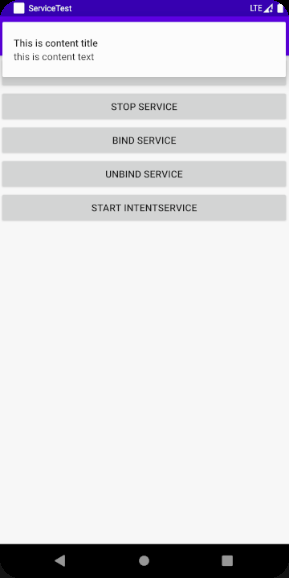 ServiceTest
LTE
This is content title
this is content text
STOP SERVICE
BIND SERVICE
UNBIND SERVICE
START INTENTSERVICE